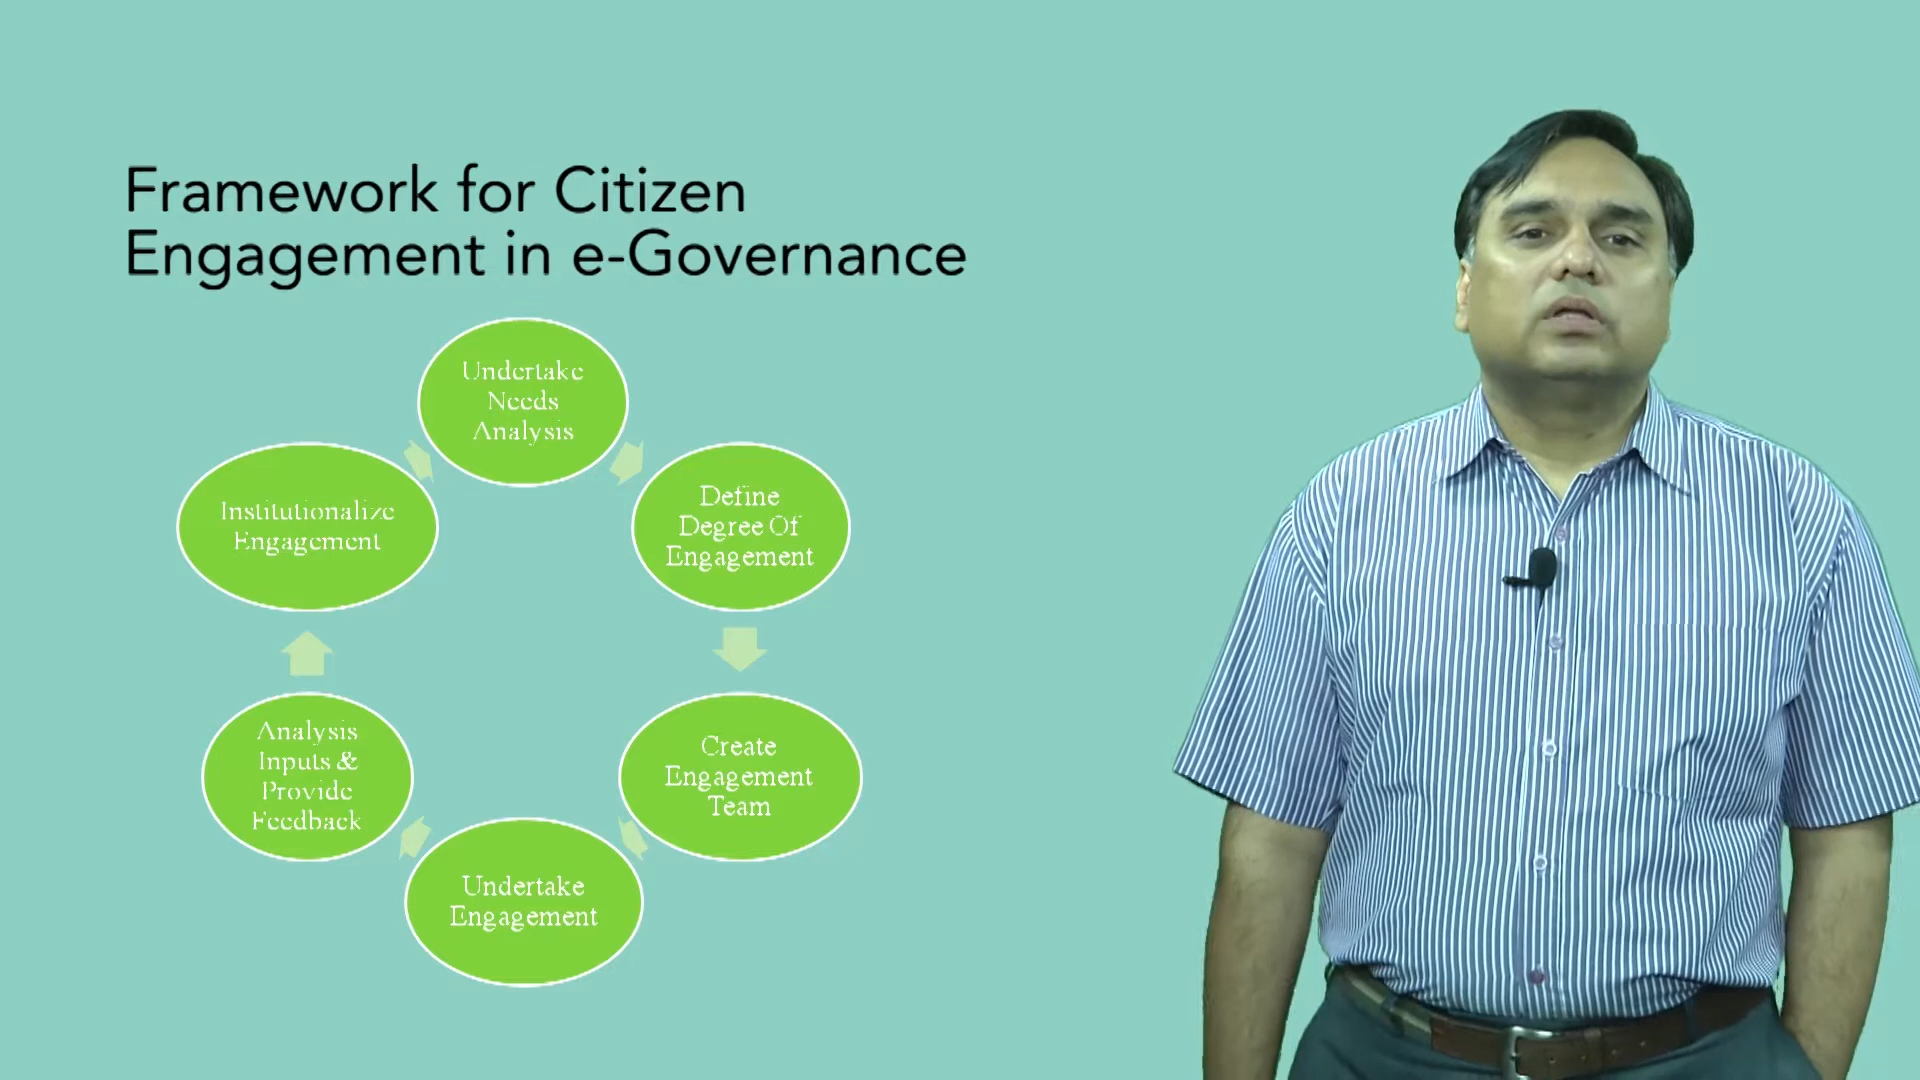 Framework for Citizen
Engagement in e-Governance
Undertake
Needs
Analysis
Define
Degree Of
Engagement
Create
Engagement
Team
Undertake
Engagement
Analysis
Inputs &
Provide
Feedback
Institutionalize
Engagement